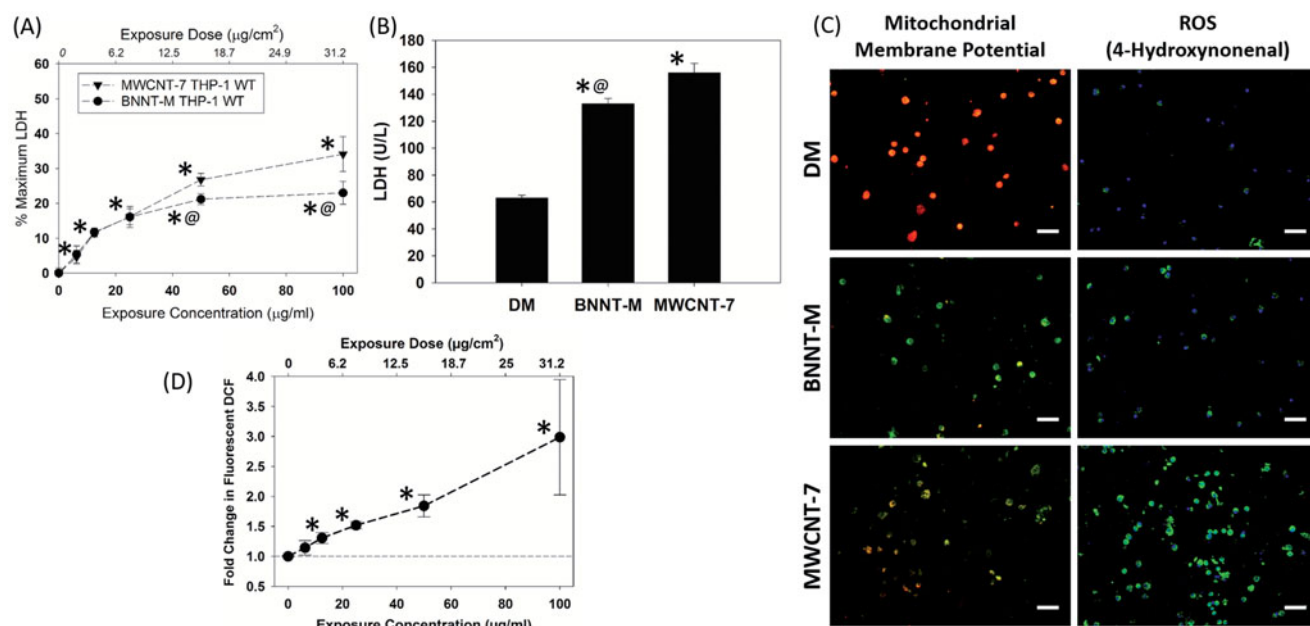 (A)
Exposure Dose (µg/cm²)
0 6.2 12.5 18.7 24.9 31.2
% Maximum LDH
60
50
40
30
20
10
0
MWCNT-7 THP-1 WT
BNNT-M THP-1 WT
* * * * *
*@ *@
0 20 40 60 80 100
Exposure Concentration (µg/ml)
(B)
LDH (U/L)
180
160
140
120
100
80
60
40
20
0
*@ *
DM BNNT-M MWCNT-7
(C)
Mitochondrial
Membrane Potential
ROS
(4-Hydroxynonenal)
DM
BNNT-M
MWCNT-7
(D)
Exposure Dose (µg/cm²)
0 6.2 12.5 18.7 25 31.2
Fold Change in Fluorescent DCF
4.0
3.5
3.0
2.5
2.0
1.5
1.0
0.5
* * * *
0 20 40 60 80 100
Exposure Concentration (µg/ml)